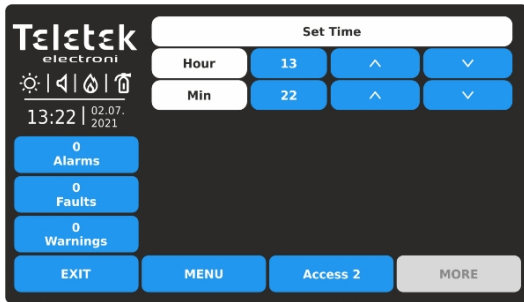 Teletek
electroni
13:22
02.07.
2021
0
Alarms
0
Faults
0
Warnings
Set Time
Hour 13
Min 22
EXIT MENU Access 2 MORE